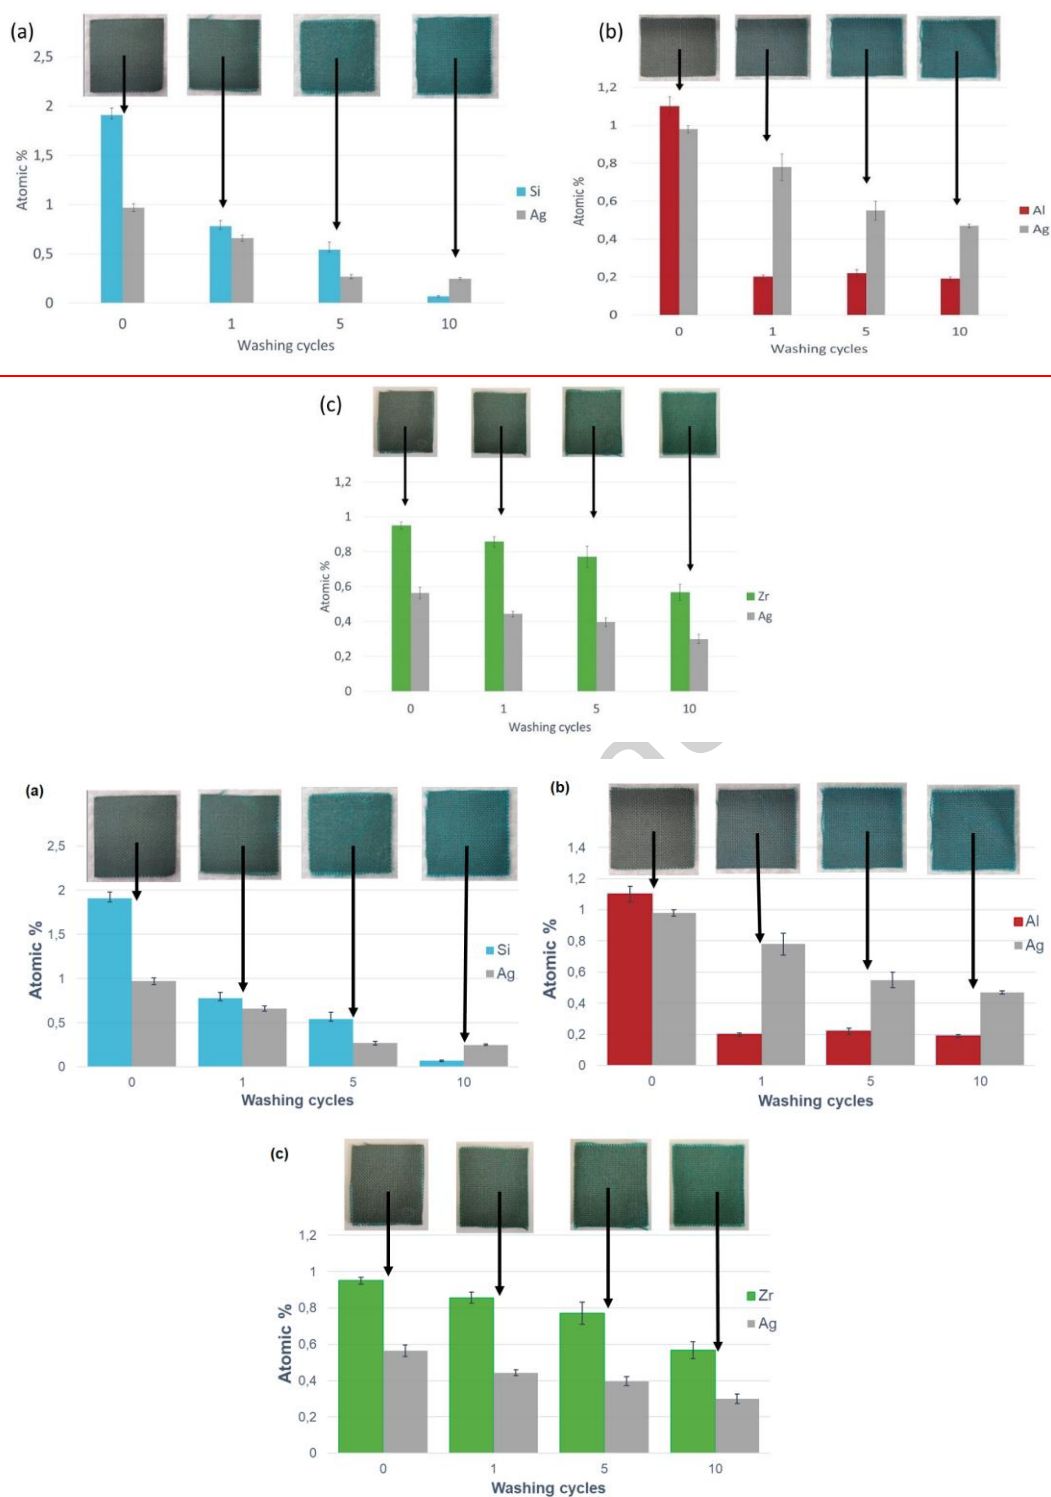 (a)
2,5
2
1,5
1
0,5
0
Atomic %
0 1 5 10
Washing cycles
Si
Ag
(b)
1,2
1
0,8
0,6
0,4
0,2
0
Atomic %
0 1 5 10
Washing cycles
Al
Ag
(c)
1,2
1
0,8
0,6
0,4
0,2
0
Atomic %
0 1 5 10
Washing cycles
Zr
Ag
(a)
2,5
2
1,5
1
0,5
0
Atomic %
0 1 5 10
Washing cycles
Si
Ag
(b)
1,4
1,2
1
0,8
0,6
0,4
0,2
0
Atomic %
0 1 5 10
Washing cycles
Al
Ag
(c)
1,2
1
0,8
0,6
0,4
0,2
0
Atomic %
0 1 5 10
Washing cycles
Zr
Ag